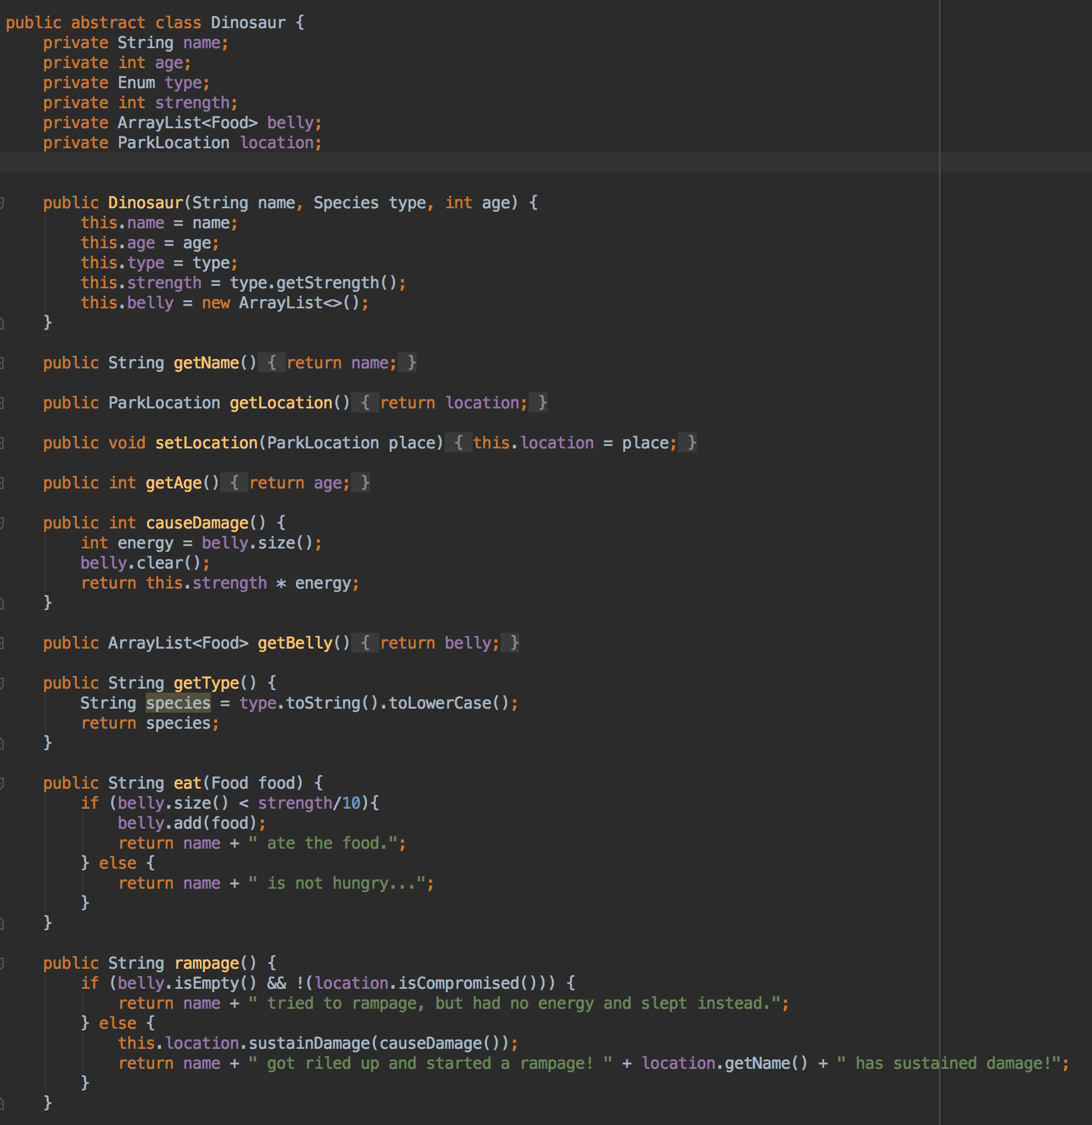 public abstract class Dinosaur {
    private String name;
    private int age;
    private Enum type;
    private int strength;
    private ArrayList<Food> belly;
    private ParkLocation location;

    public Dinosaur(String name, Species type, int age) {
        this.name = name;
        this.age = age;
        this.type = type;
        this.strength = type.getStrength();
        this.belly = new ArrayList<>();
    }

    public String getName() { return name; }

    public ParkLocation getLocation() { return location; }

    public void setLocation(ParkLocation place) { this.location = place; }

    public int getAge() { return age; }

    public int causeDamage() {
        int energy = belly.size();
        belly.clear();
        return this.strength * energy;
    }

    public ArrayList<Food> getBelly() { return belly; }

    public String getType() {
        String species = type.toString().toLowerCase();
        return species;
    }

    public String eat(Food food) {
        if (belly.size() < strength/10){
            belly.add(food);
            return name + " ate the food.";
        } else {
            return name + " is not hungry...";
        }
    }

    public String rampage() {
        if (belly.isEmpty() && !(location.isCompromised())) {
            return name + " tried to rampage, but had no energy and slept instead.";
        } else {
            this.location.sustainDamage(causeDamage());
            return name + " got riled up and started a rampage! " + location.getName() + " has sustained damage!";
        }
    }